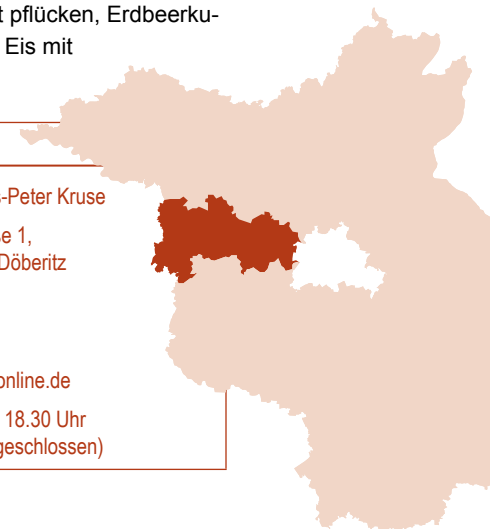 t pflücken, Erdbeerku-
Eis mit
-Peter Kruse
e 1,
Döberitz
online.de
18.30 Uhr
geschlossen)